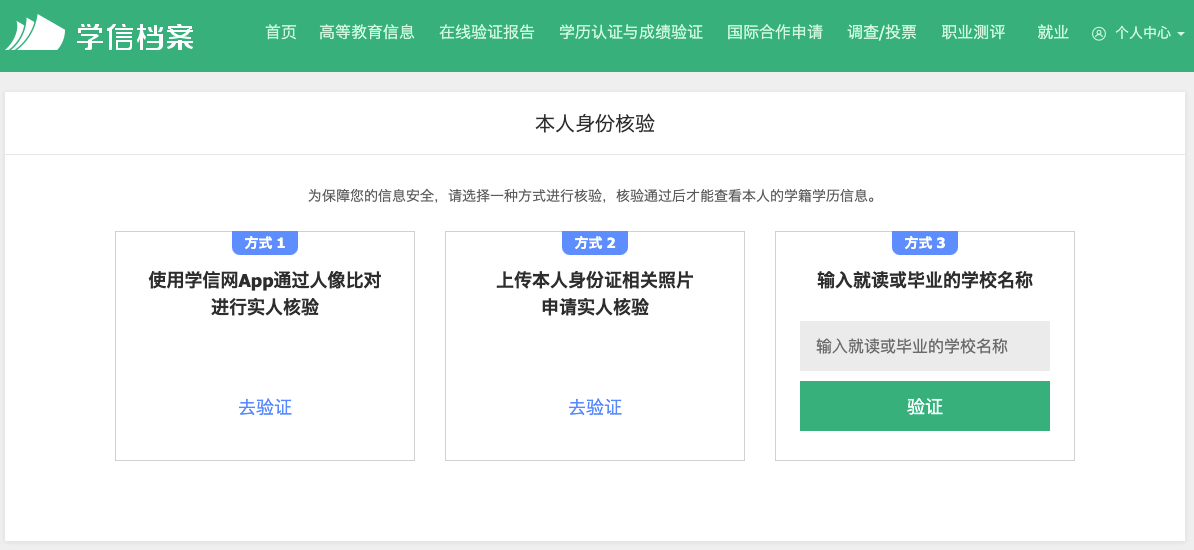 学信档案
首页 高等教育信息 在线验证报告 学历认证与成绩验证 国际合作申请 调查/投票 职业测评 就业 个人中心
本人身份核验
为保障您的信息安全，请选择一种方式进行核验，核验通过后才能查看本人的学籍学历信息。
方式 1
使用学信网App通过人像比对
进行实人核验
去验证
方式 2
上传本人身份证相关照片
申请实人核验
去验证
方式 3
输入就读或毕业的学校名称
输入就读或毕业的学校名称
验证